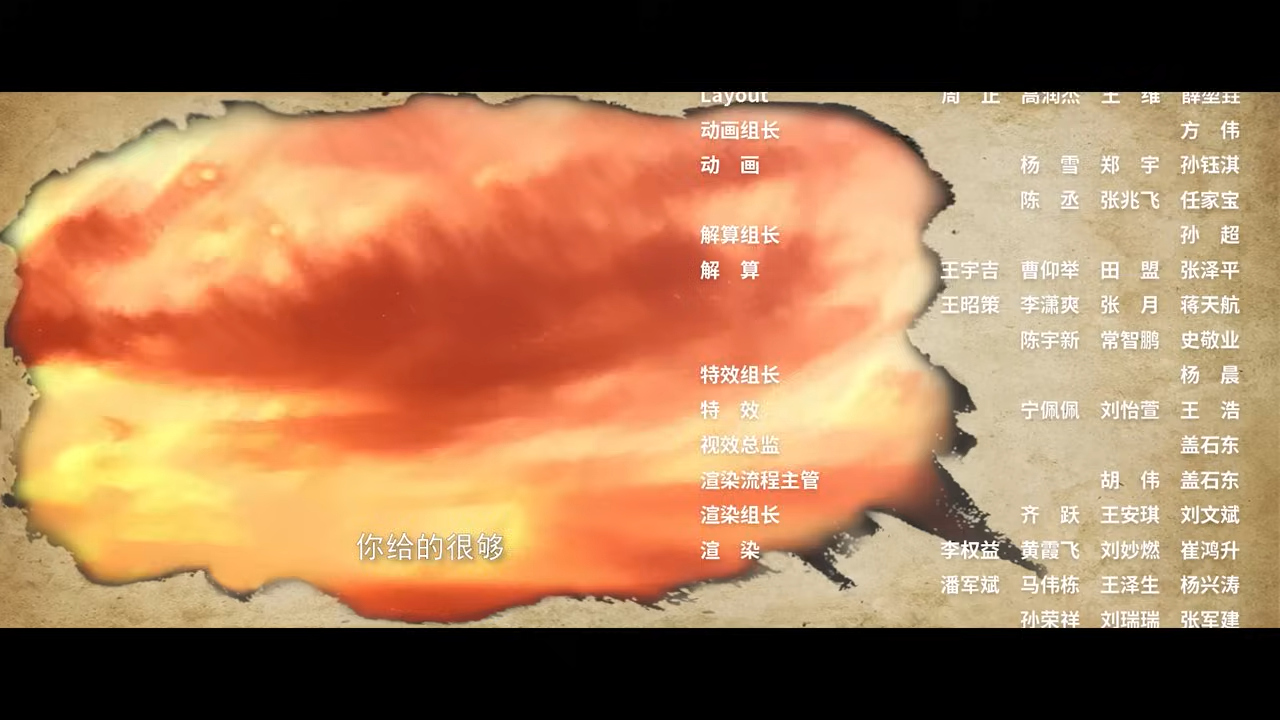 Layout 周 正 高润杰 王 维 薛堃鈺
动画组长 方 伟
动 画 杨 雪 郑 宇 孙钰淇
陈 丞 张兆飞 任家宝
解算组长 孙 超
解 算 王宇吉 曹仰举 田 盟 张泽平
王昭策 李潇爽 张 月 蒋天航
陈宇新 常智鹏 史敬业
特效组长 杨 晨
特 效 宁佩佩 刘怡萱 王 浩
视效总监 盖石东
渲染流程主管 胡 伟 盖石东
渲染组长 齐 跃 王安琪 刘文斌
渲 染 李权益 黄霞飞 刘妙燃 崔鸿升
潘军斌 马伟栋 王泽生 杨兴涛
孙荣祥 刘瑞瑞 张军建
你给的很够